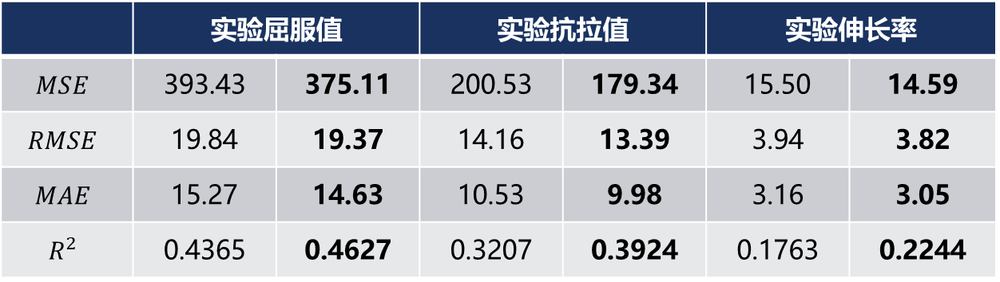 实验屈服值 实验抗拉值 实验伸长率
MSE 393.43 375.11 200.53 179.34 15.50 14.59
RMSE 19.84 19.37 14.16 13.39 3.94 3.82
MAE 15.27 14.63 10.53 9.98 3.16 3.05
R² 0.4365 0.4627 0.3207 0.3924 0.1763 0.2244